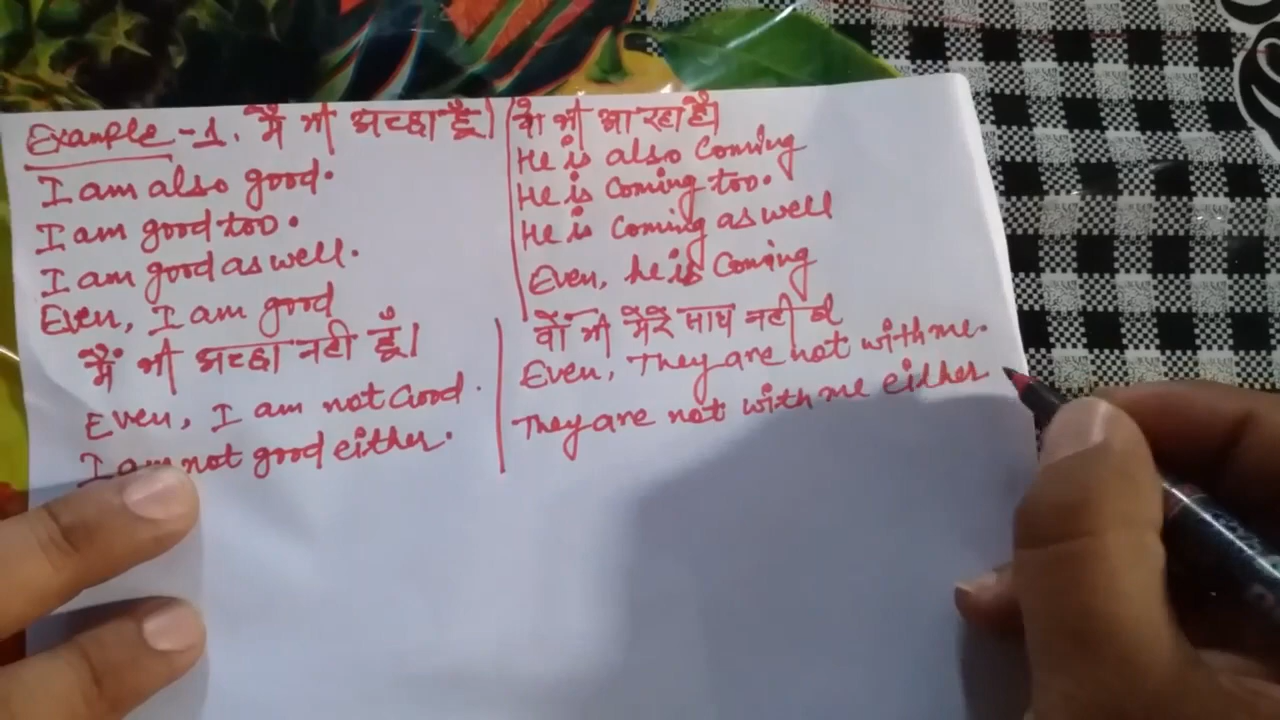 Example - 1. मैं भी अच्छा हूँ।
I am also good.
I am good too.
I am good as well.
Even, I am good
मैं भी अच्छा नही हूँ।
Even, I am not Good.
I am not good either.
वो भी आ रहा है।
He is also coming
He is coming too.
He is coming as well
Even, he is coming
वो भी मेरे साथ नही है
Even, They are not with me.
They are not with me either